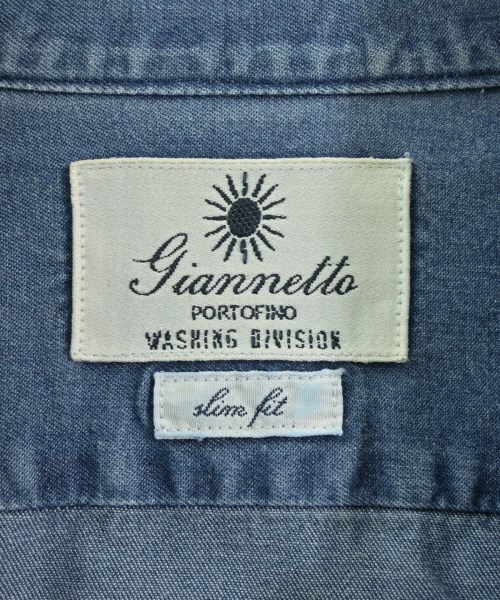 Giannetto
PORTOFINO
WASHING DIVISION
slim fit